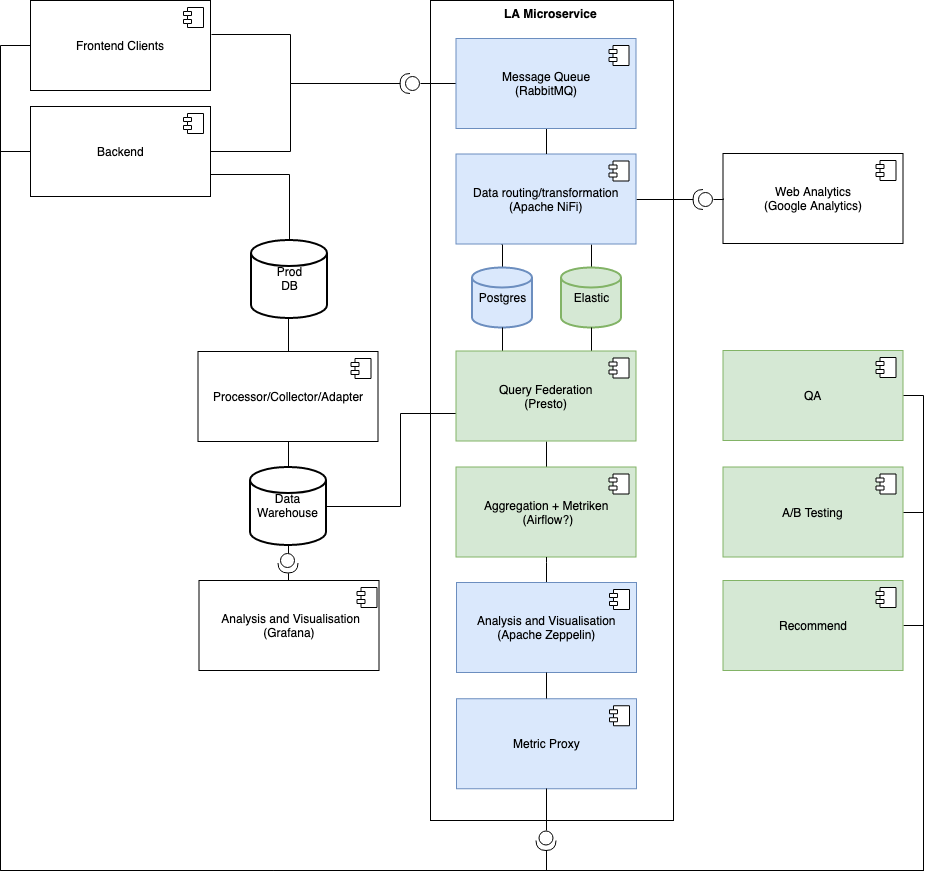 LA Microservice
Frontend Clients
Message Queue
(RabbitMQ)
Backend
Data routing/transformation
(Apache NiFi)
Web Analytics
(Google Analytics)
Prod
DB
Postgres
Elastic
Processor/Collector/Adapter
Query Federation
(Presto)
QA
Data
Warehouse
Aggregation + Metriken
(Airflow?)
A/B Testing
Analysis and Visualisation
(Grafana)
Analysis and Visualisation
(Apache Zeppelin)
Recommend
Metric Proxy